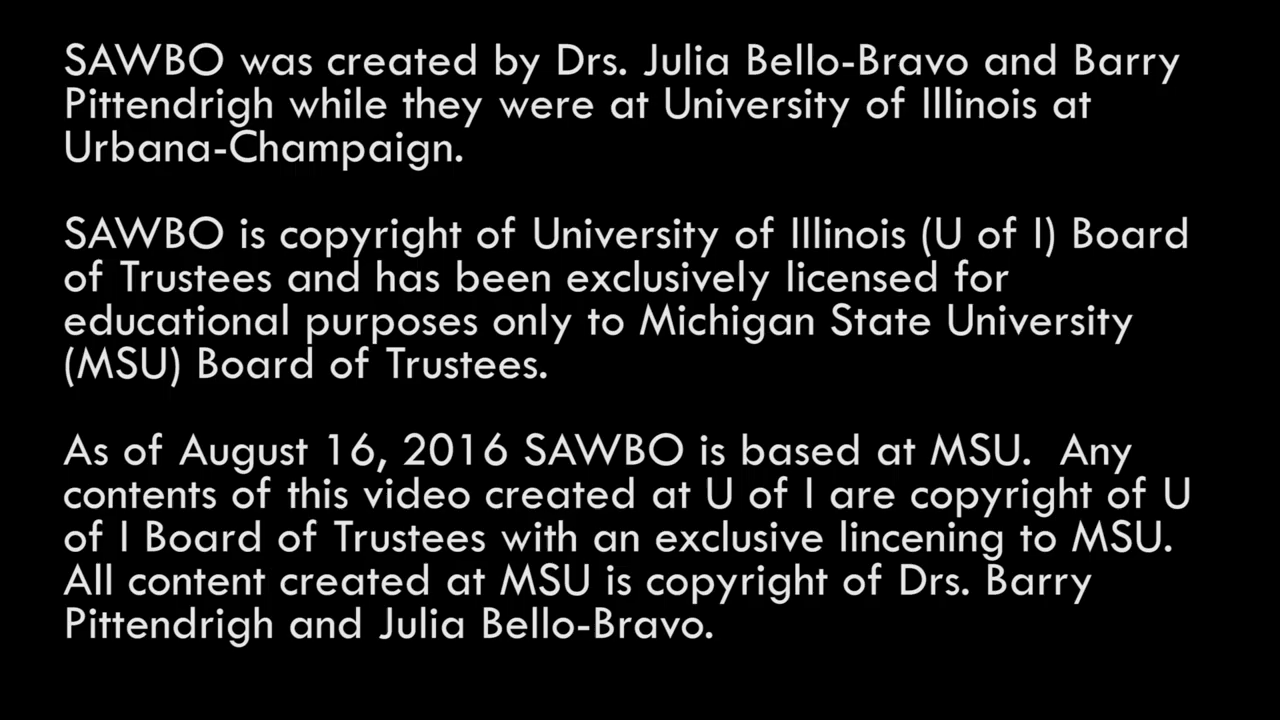 SAWBO was created by Drs. Julia Bello-Bravo and Barry
Pittendrigh while they were at University of Illinois at
Urbana-Champaign.
SAWBO is copyright of University of Illinois (U of I) Board
of Trustees and has been exclusively licensed for
educational purposes only to Michigan State University
(MSU) Board of Trustees.
As of August 16, 2016 SAWBO is based at MSU.  Any
contents of this video created at U of I are copyright of U
of I Board of Trustees with an exclusive lincening to MSU.
All content created at MSU is copyright of Drs. Barry
Pittendrigh and Julia Bello-Bravo.